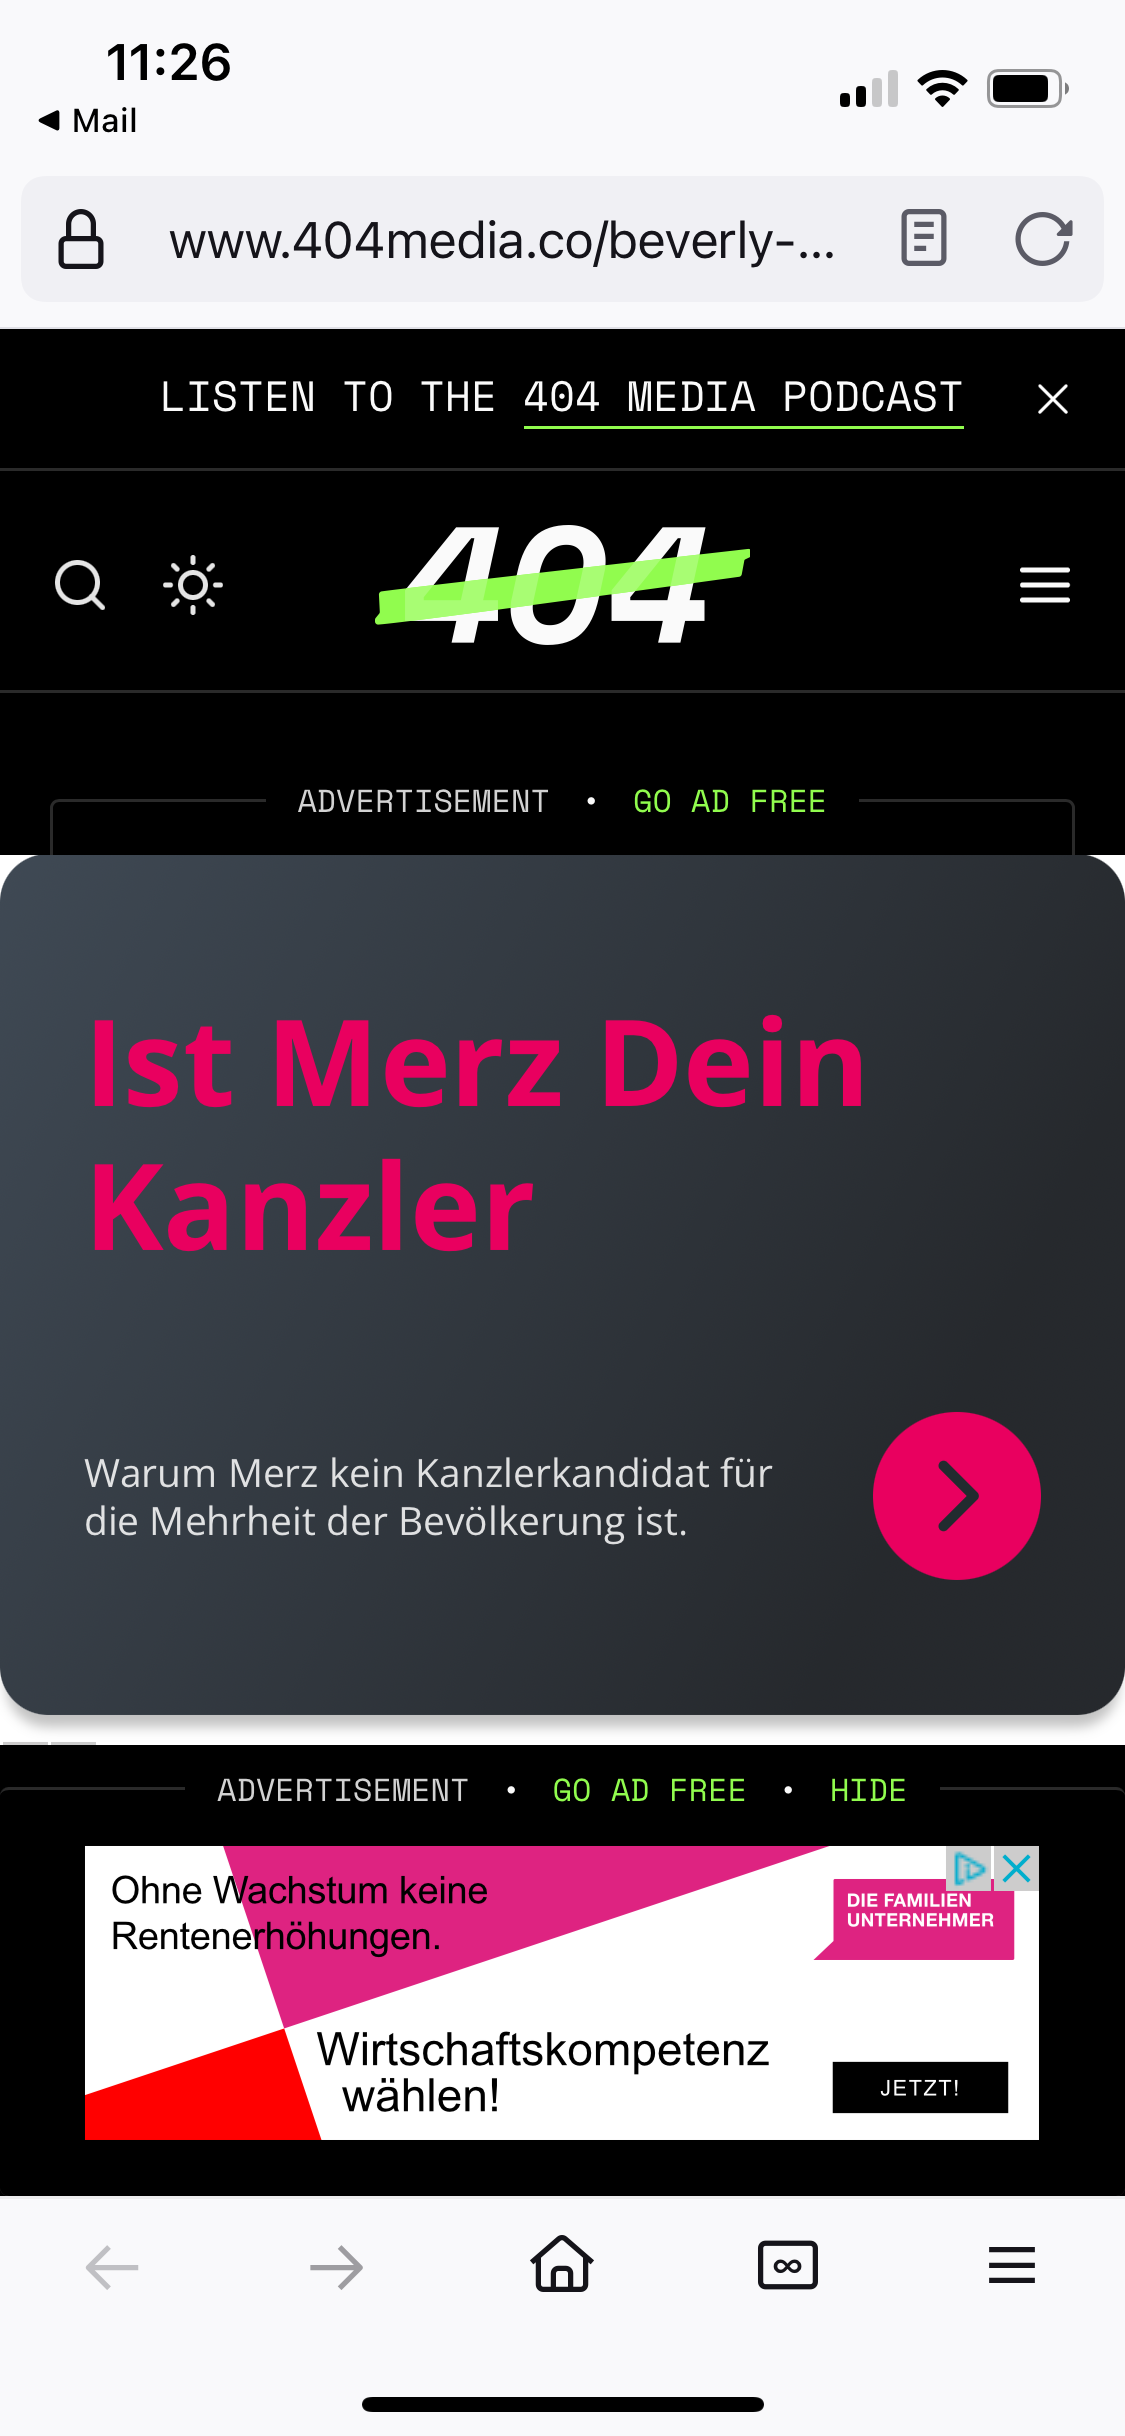 11:26
Mail
www.404media.co/beverly-...
LISTEN TO THE 404 MEDIA PODCAST
404
ADVERTISEMENT • GO AD FREE
Ist Merz Dein
Kanzler
Warum Merz kein Kanzlerkandidat für
die Mehrheit der Bevölkerung ist.
ADVERTISEMENT • GO AD FREE • HIDE
Ohne Wachstum keine
Rentenerhöhungen.
DIE FAMILIEN
UNTERNEHMER
Wirtschaftskompetenz
wählen!
JETZT!